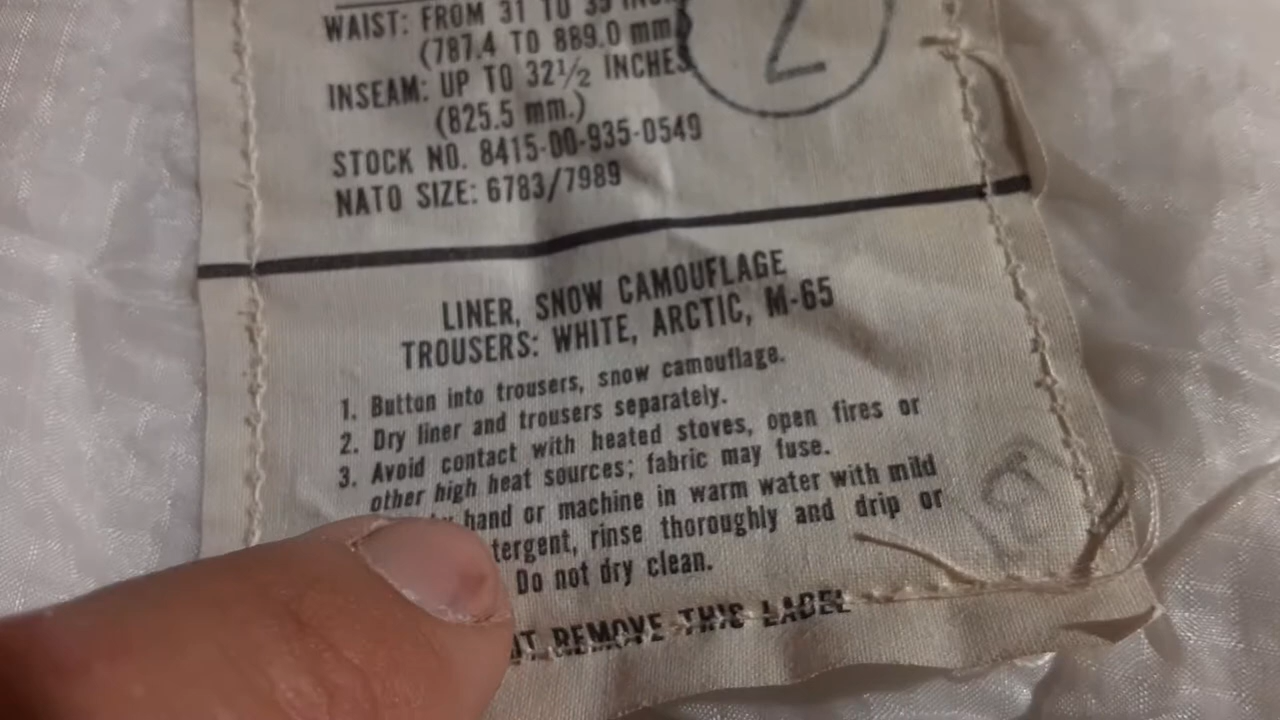 WAIST: FROM 31 TO 35
(787.4 TO 889.0 mm
INSEAM: UP TO 32½ INCHES
(825.5 mm.)
STOCK NO. 8415-00-935-0549
NATO SIZE: 6783/7989
2
LINER, SNOW CAMOUFLAGE
TROUSERS: WHITE, ARCTIC, M-65
1. Button into trousers, snow camouflage.
2. Dry liner and trousers separately.
3. Avoid contact with heated stoves, open fires or
other high heat sources; fabric may fuse.
hand or machine in warm water with mild
tergent, rinse thoroughly and drip or
Do not dry clean.
REMOVE THIS LABEL